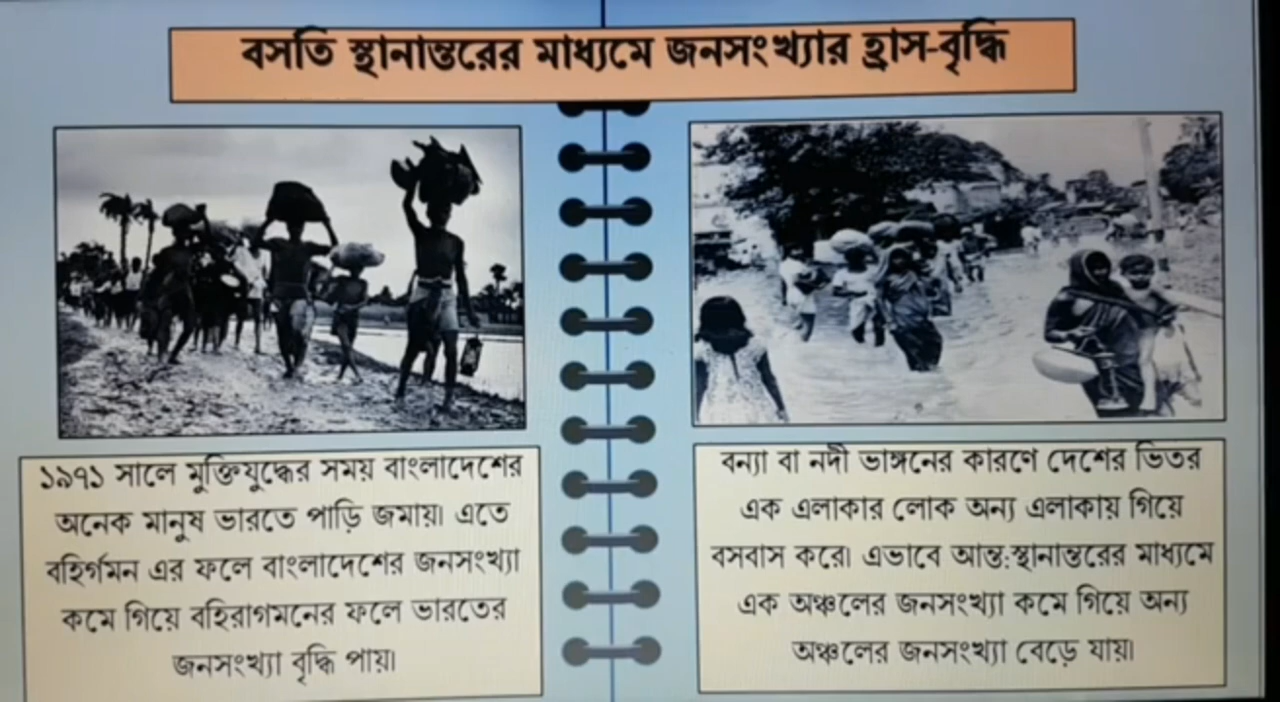 বসতি স্থানান্তরের মাধ্যমে জনসংখ্যার হ্রাস-বৃদ্ধি
১৯৭১ সালে মুক্তিযুদ্ধের সময় বাংলাদেশের
অনেক মানুষ ভারতে পাড়ি জমায়। এতে
বহির্গমন এর ফলে বাংলাদেশের জনসংখ্যা
কমে গিয়ে বহিরাগমনের ফলে ভারতের
জনসংখ্যা বৃদ্ধি পায়।
বন্যা বা নদী ভাঙ্গনের কারণে দেশের ভিতর
এক এলাকার লোক অন্য এলাকায় গিয়ে
বসবাস করে। এভাবে আন্ত:স্থানান্তরের মাধ্যমে
এক অঞ্চলের জনসংখ্যা কমে গিয়ে অন্য
অঞ্চলের জনসংখ্যা বেড়ে যায়।